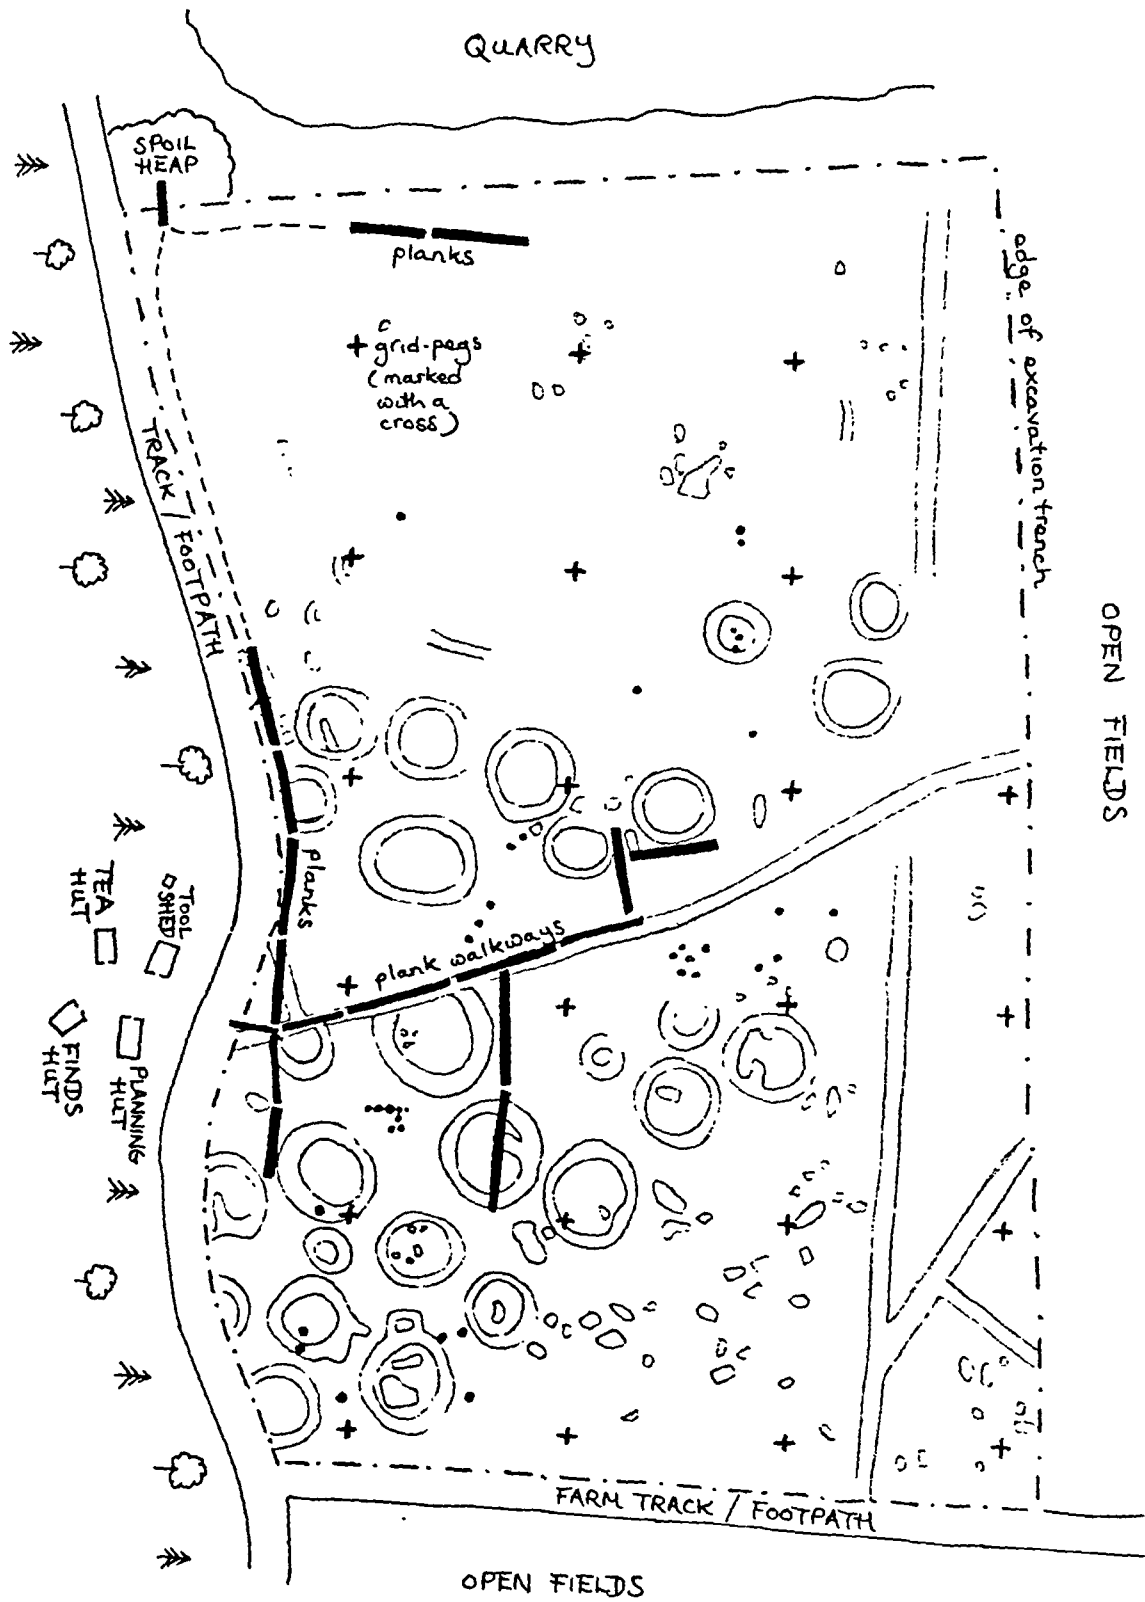 QUARRY
SPOIL
HEAP
planks
grid-pegs
(marked
with a
cross)
edge of excavation trench
TRACK / FOOTPATH
OPEN FIELDS
planks
TEA
HUT
TOOL
SHED
plank walkways
FINDS
HUT
PLANNING
HUT
FARM TRACK / FOOTPATH
OPEN FIELDS